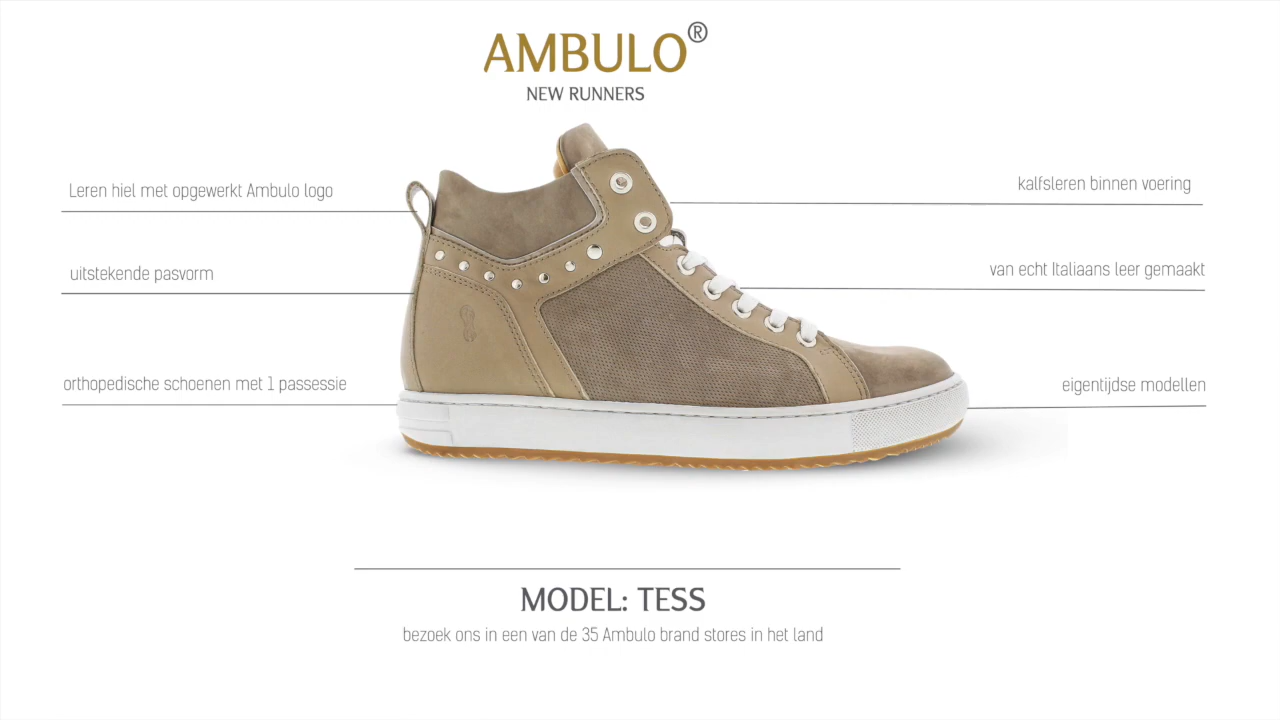 AMBULO®
NEW RUNNERS
Leren hiel met opgewerkt Ambulo logo
kalfsleren binnen voering
uitstekende pasvorm
van echt Italiaans leer gemaakt
orthopedische schoenen met 1 passessie
eigentijdse modellen
MODEL: TESS
bezoek ons in een van de 35 Ambulo brand stores in het land